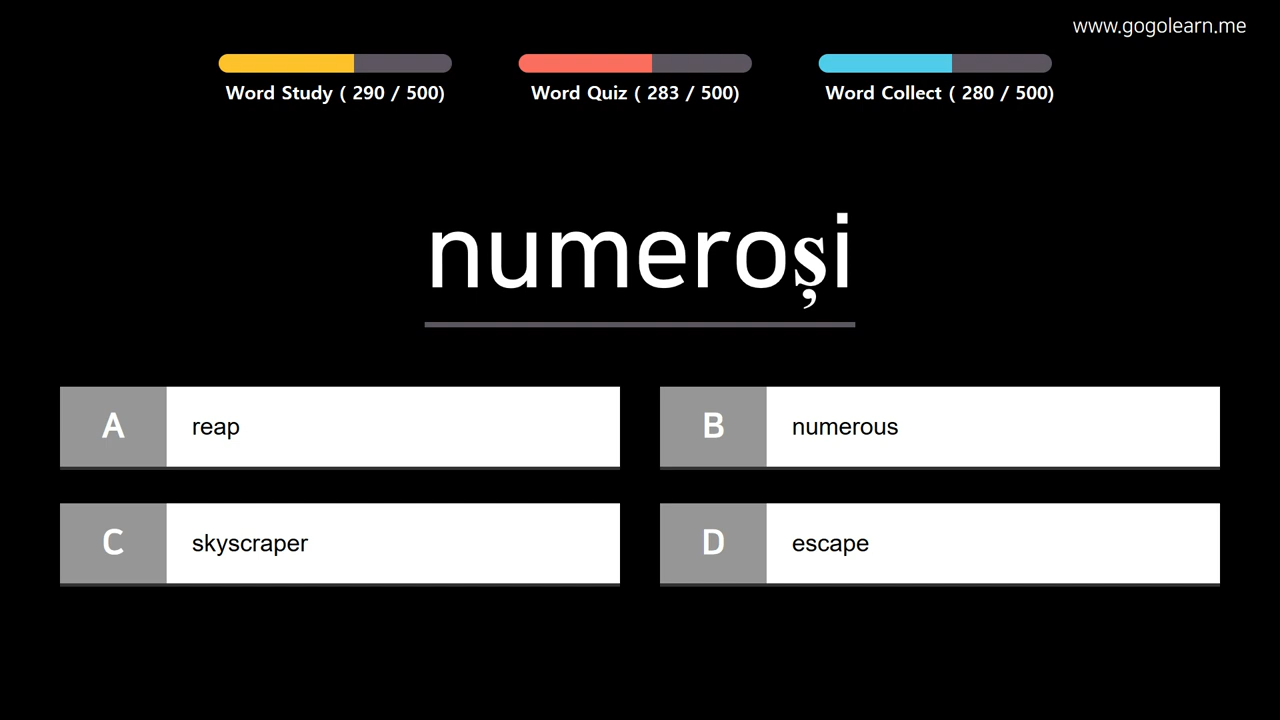 www.gogolearn.me
Word Study ( 290 / 500)
Word Quiz ( 283 / 500)
Word Collect ( 280 / 500)
numeroși
A reap
B numerous
C skyscraper
D escape